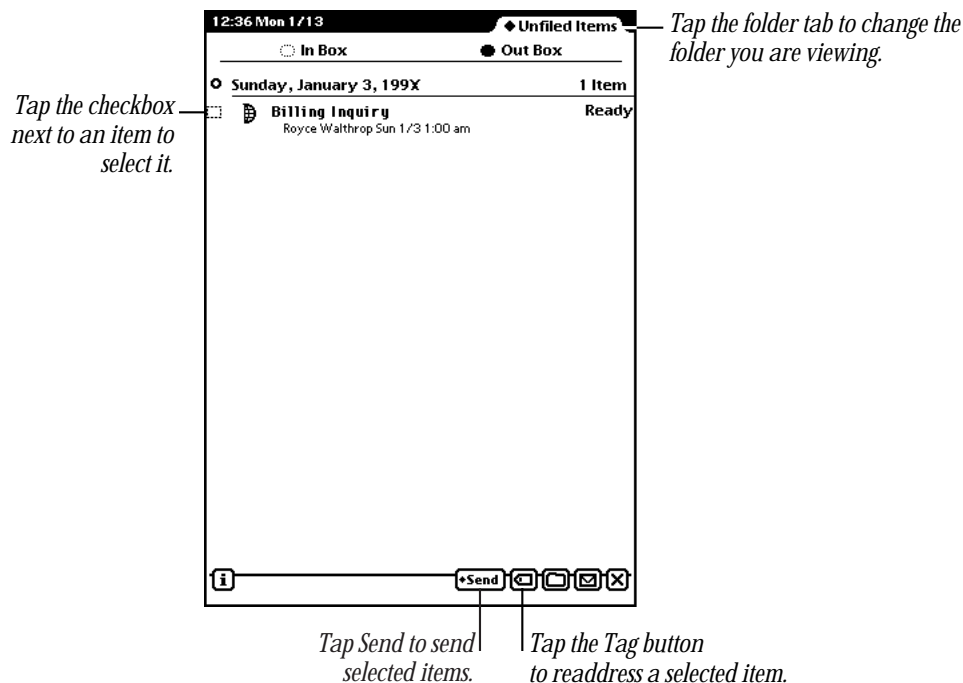 12:36 Mon 1/13
◆Unfiled Items
Tap the folder tab to change the
folder you are viewing.
In Box
Out Box
Sunday, January 3, 199X
1 Item
Tap the checkbox
next to an item to
select it.
Billing Inquiry
Ready
Royce Walthrop Sun 1/3 1:00 am
i
◆Send
Tap Send to send
selected items.
Tap the Tag button
to readdress a selected item.